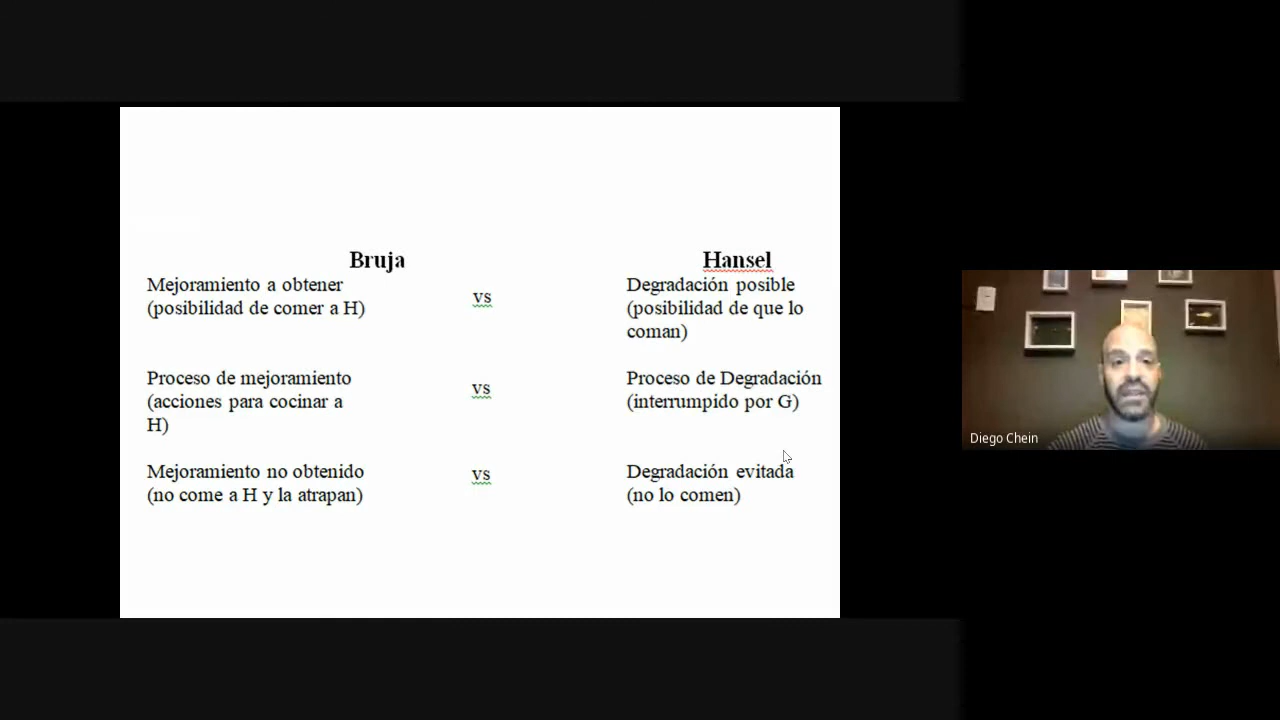 Bruja
Hansel
Mejoramiento a obtener
(posibilidad de comer a H)
vs
Degradación posible
(posibilidad de que lo
coman)
Proceso de mejoramiento
(acciones para cocinar a
H)
vs
Proceso de Degradación
(interrumpido por G)
Mejoramiento no obtenido
(no come a H y la atrapan)
vs
Degradación evitada
(no lo comen)
Diego Chein